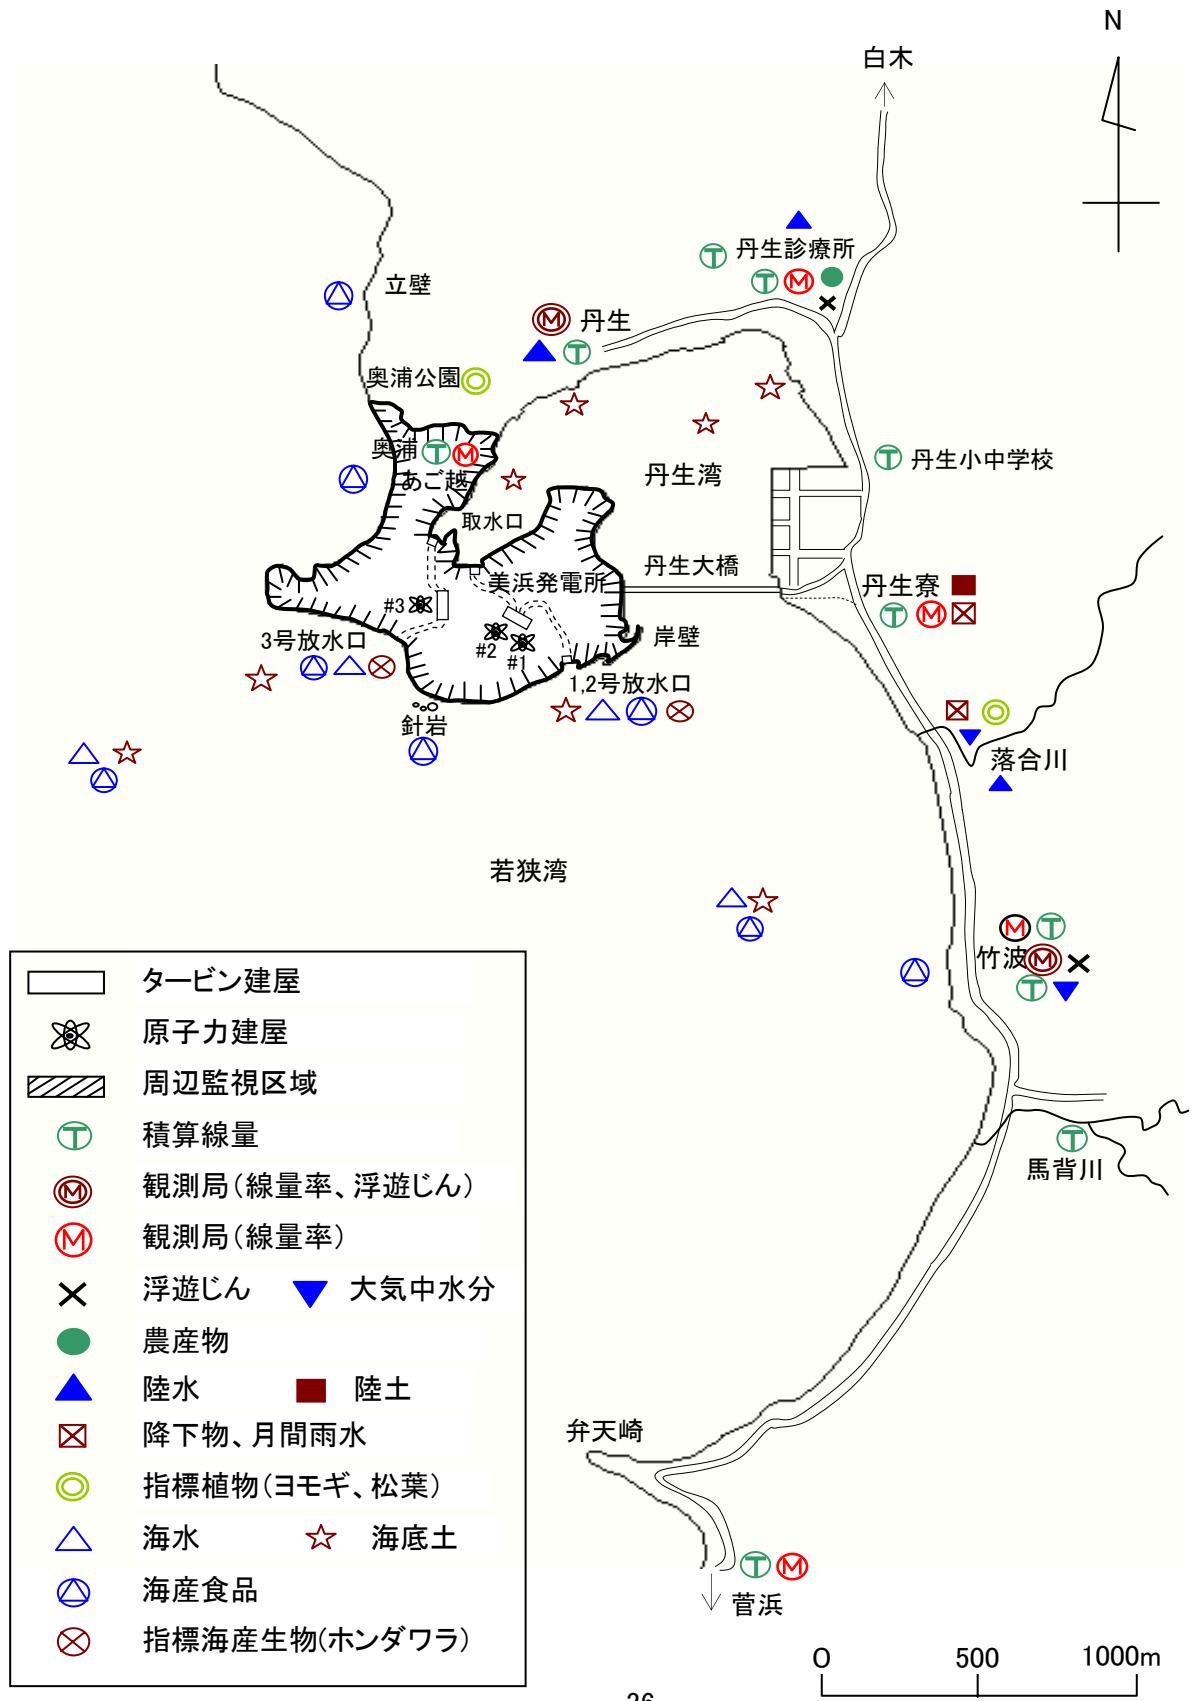 N
白木
丹生診療所
立壁
丹生
奥浦公園
奥浦
あご越
丹生湾
丹生小中学校
取水口
美浜発電所
丹生大橋
丹生寮
#3
#2
#1
3号放水口
岸壁
1,2号放水口
針岩
落合川
若狭湾
竹波
馬背川
弁天崎
菅浜
タービン建屋
原子力建屋
周辺監視区域
積算線量
観測局(線量率、浮遊じん)
観測局(線量率)
浮遊じん 大気中水分
農産物
陸水 陸土
降下物、月間雨水
指標植物(ヨモギ、松葉)
海水 海底土
海産食品
指標海産生物(ホンダワラ)
O 500 1000m